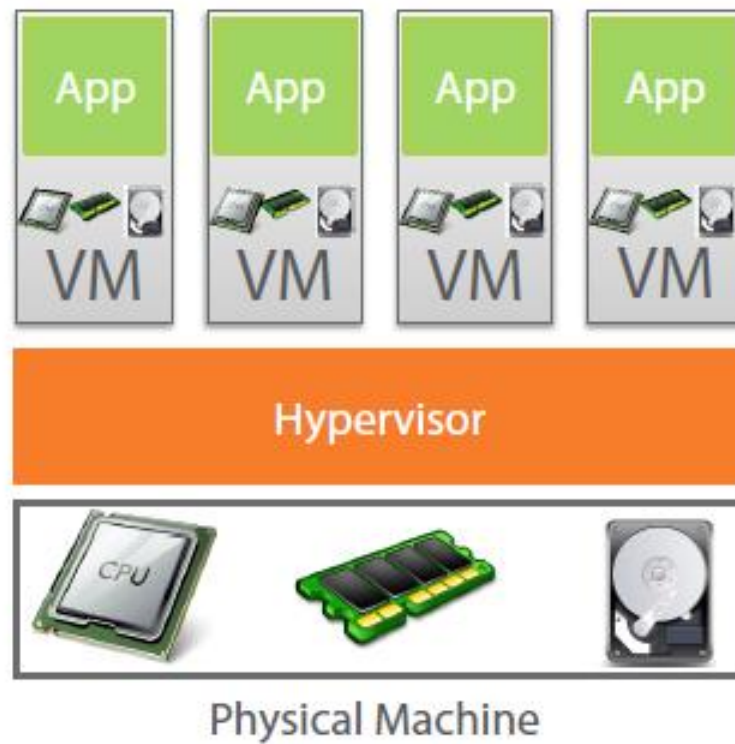 App App App App
VM VM VM VM
Hypervisor
CPU
Physical Machine